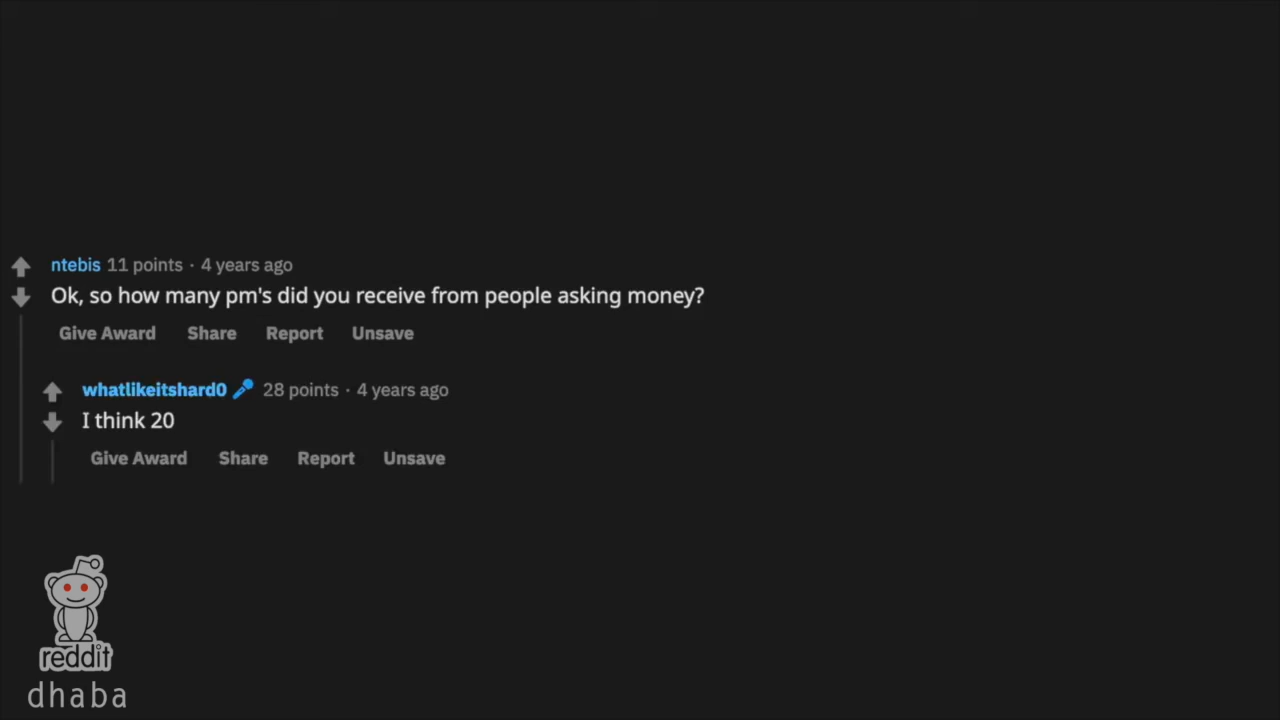 ntebis 11 points · 4 years ago
Ok, so how many pm's did you receive from people asking money?
Give Award Share Report Unsave
whatlikeitshard0 28 points · 4 years ago
I think 20
Give Award Share Report Unsave
reddit
dhaba